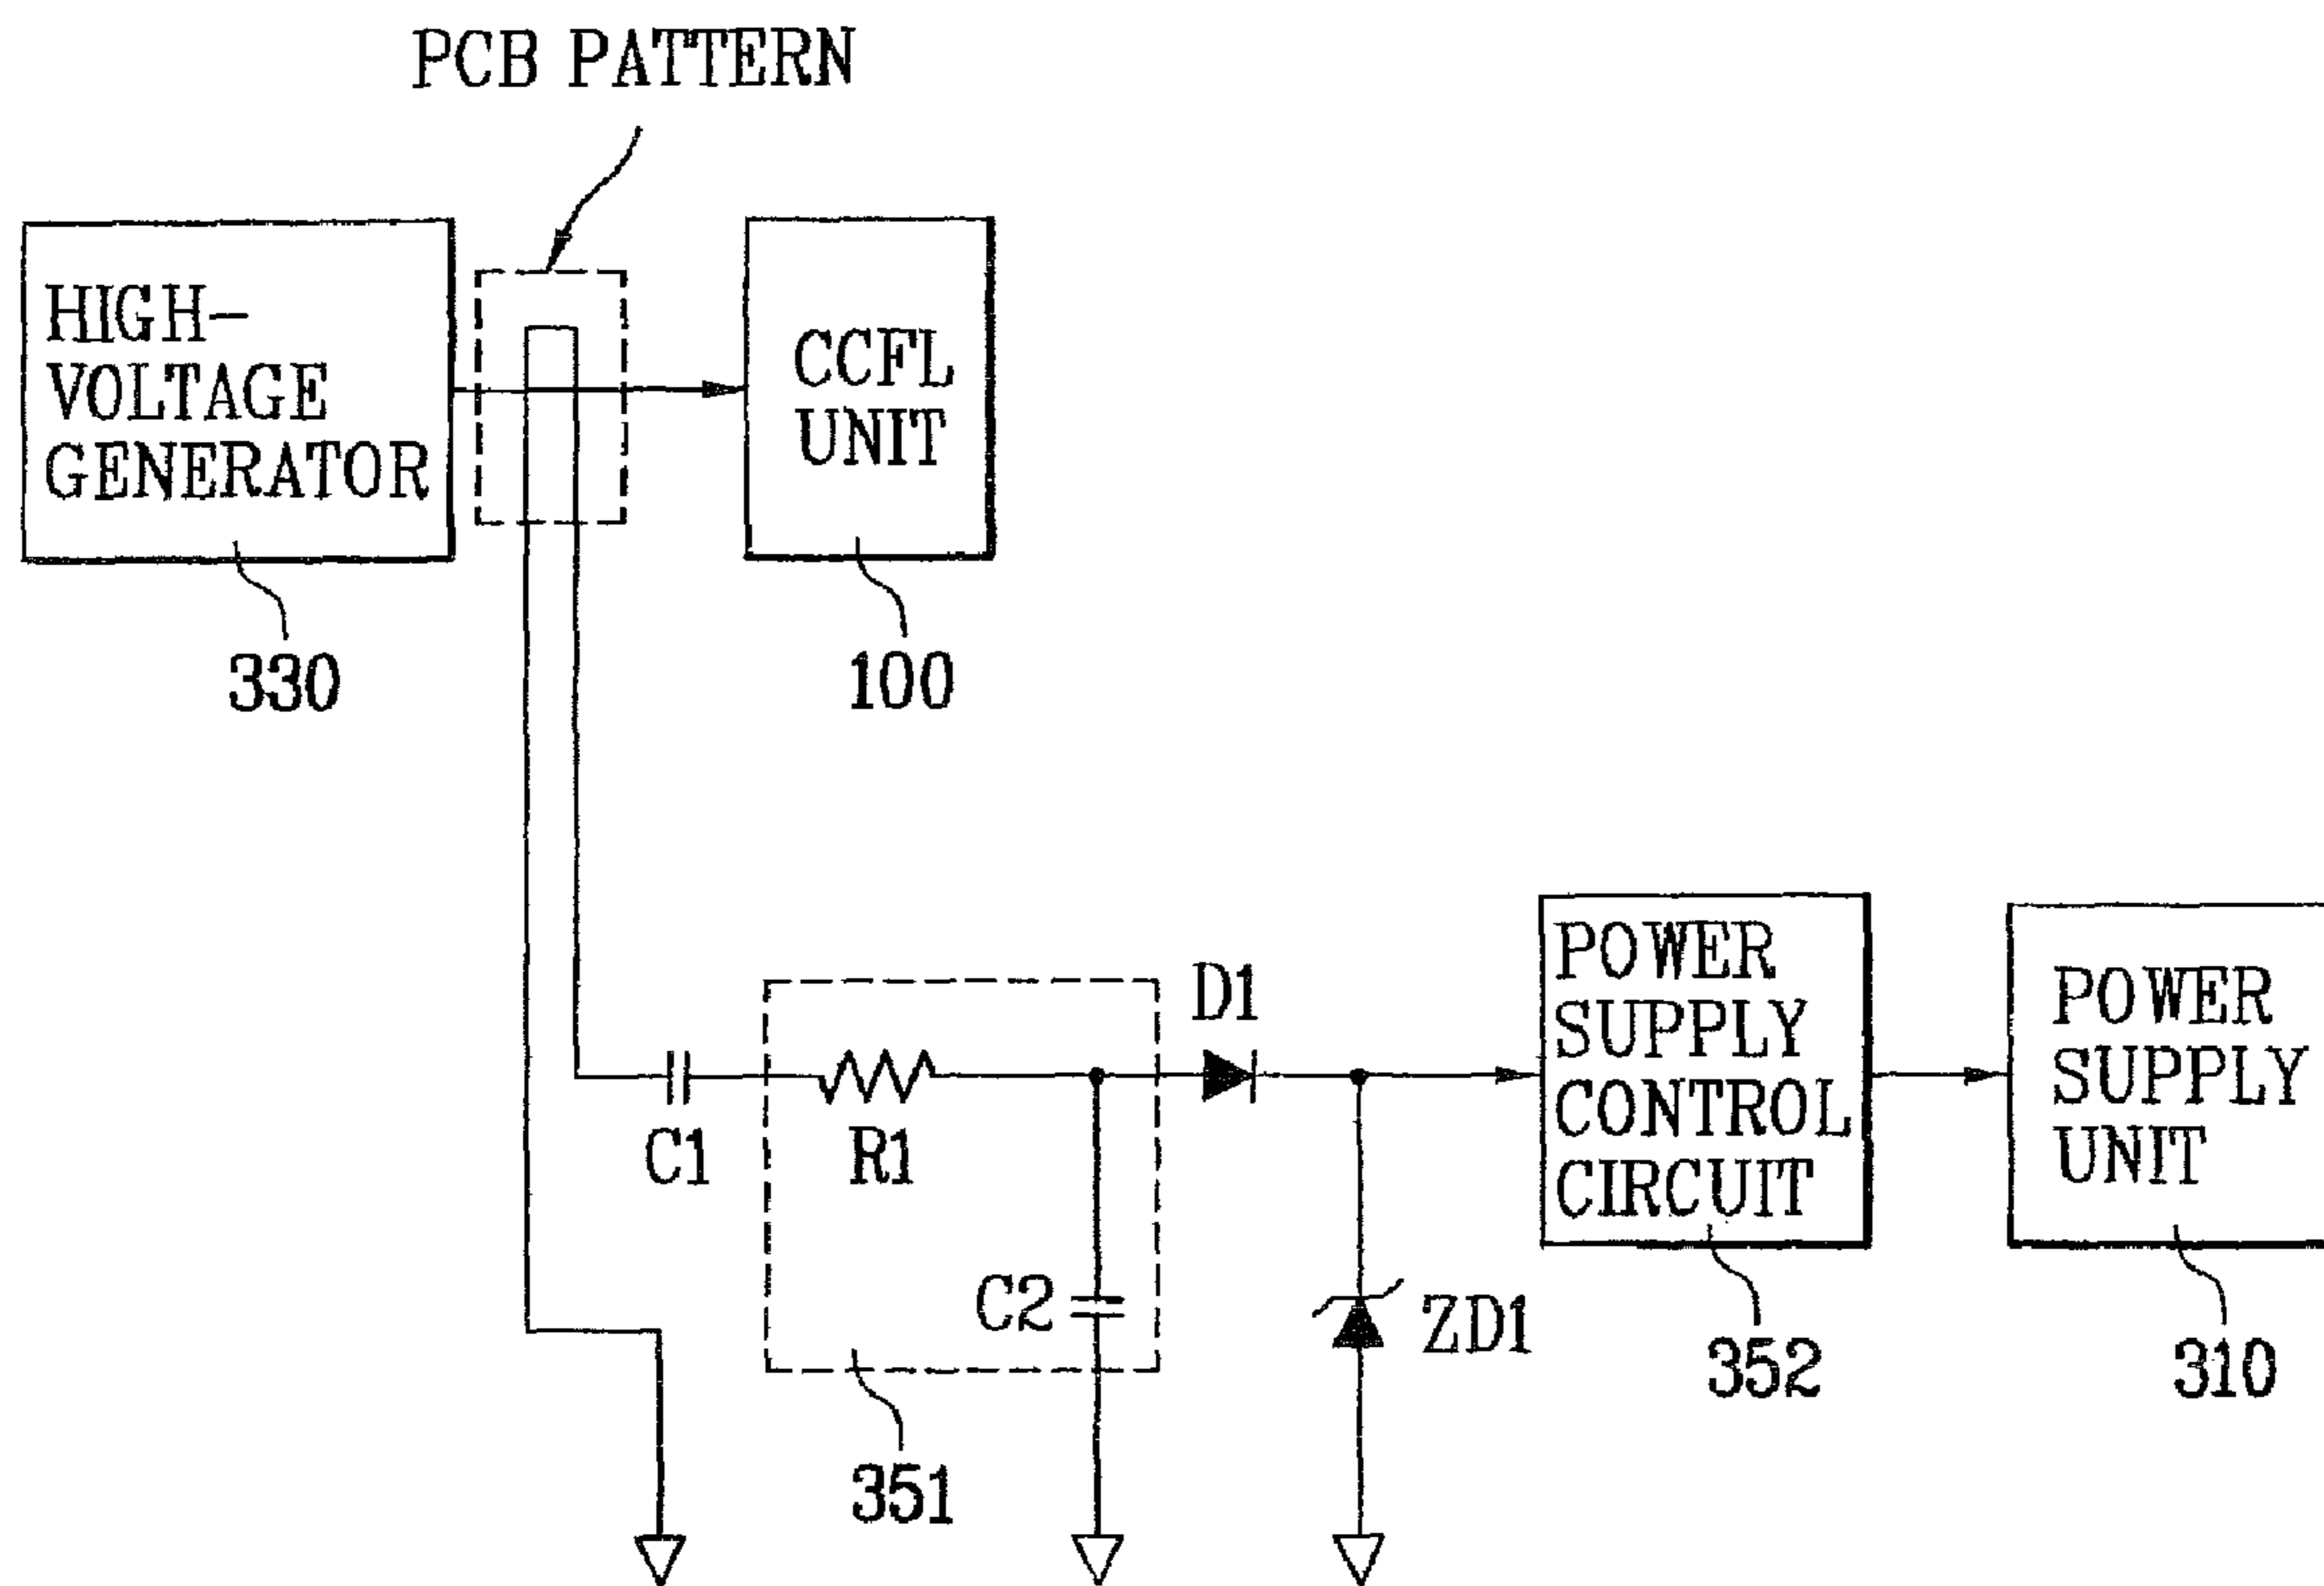 PCB PATTERN
HIGH-
VOLTAGE
GENERATOR
CCFL
UNIT
330
100
D1
POWER
SUPPLY
CONTROL
CIRCUIT
POWER
SUPPLY
UNIT
C1
R1
C2
ZD1
352
310
351